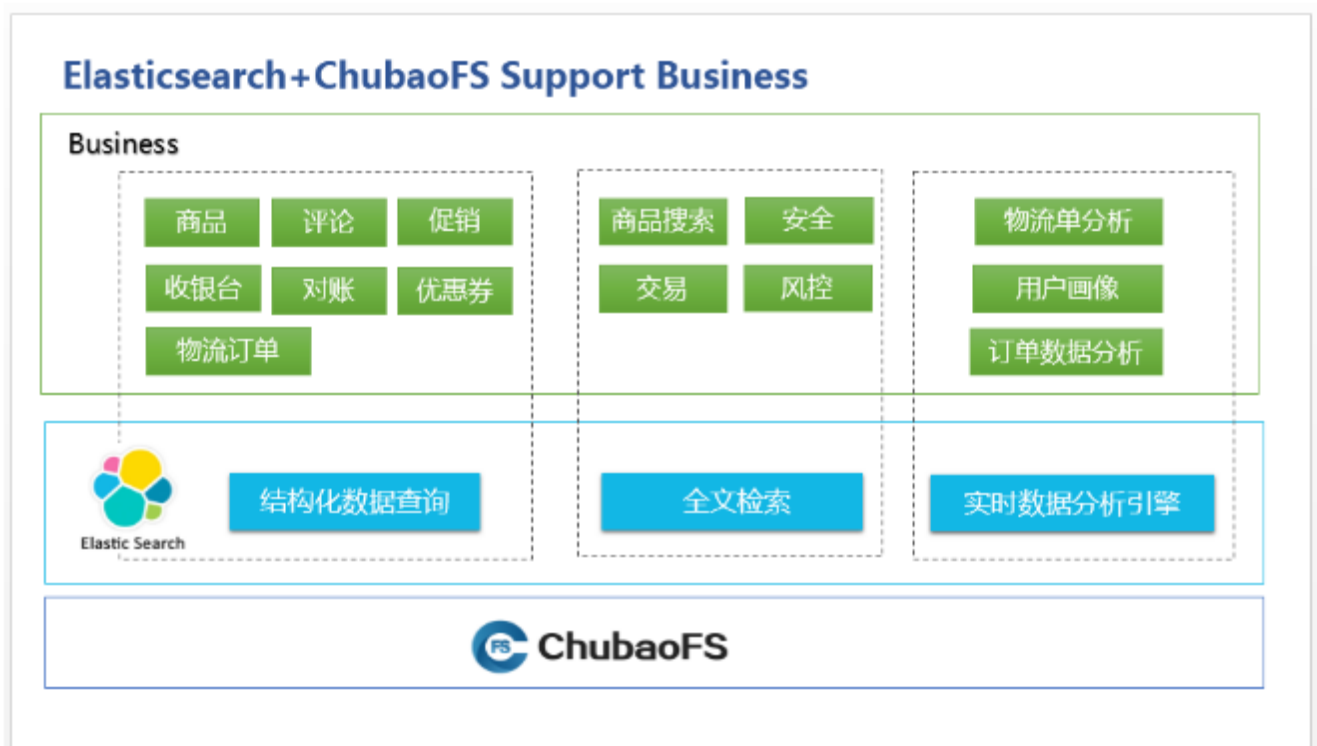 Elasticsearch+ChubaoFS Support Business
Business
商品 评论 促销
收银台 对账 优惠券
物流订单
商品搜索 安全
交易 风控
物流单分析
用户画像
订单数据分析
Elastic Search
结构化数据查询
全文检索
实时数据分析引擎
FS ChubaoFS